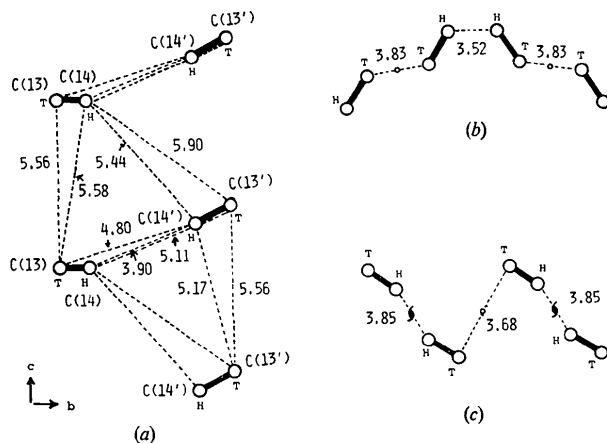 C(13')
C(14')
H
T
C(13) C(14)
T
H
5.56
5.58
5.44
5.90
C(13')
C(14')
H
T
4.80
5.11
3.90
C(13)
T
H
C(14)
5.17
5.56
C(13')
C(14')
T
H
c
b
(a)
H
H
T
3.83
T
3.52
T
3.83
T
H
(b)
T
H
T
H
3.85
3.68
3.85
H
T
H
T
(c)